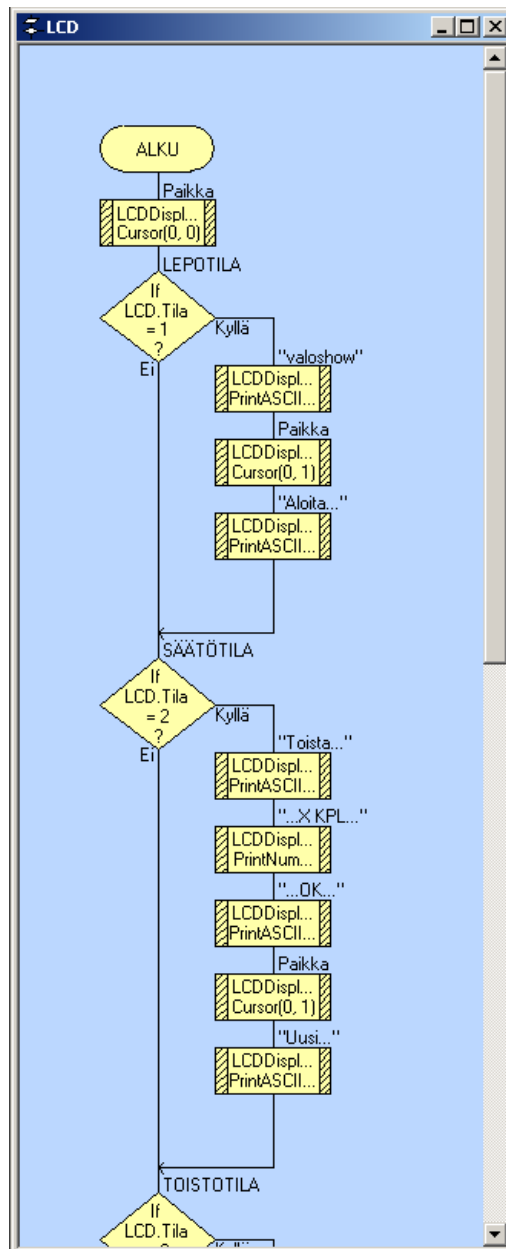 LCD
ALKU
Paikka
LCDDispl...
Cursor(0, 0)
LEPOTILA
If
LCD.Tila
= 1
?
Kyllä
Ei
"valoshow"
LCDDispl...
PrintASCII...
Paikka
LCDDispl...
Cursor(0, 1)
"Aloita..."
LCDDispl...
PrintASCII...
SÄÄTÖTILA
If
LCD.Tila
= 2
?
Kyllä
Ei
"Toista..."
LCDDispl...
PrintASCII...
"...X KPL..."
LCDDispl...
PrintNum...
"...OK..."
LCDDispl...
PrintASCII...
Paikka
LCDDispl...
Cursor(0, 1)
"Uusi..."
LCDDispl...
PrintASCII...
TOISTOTILA
If
LCD.Tila
Kyllä